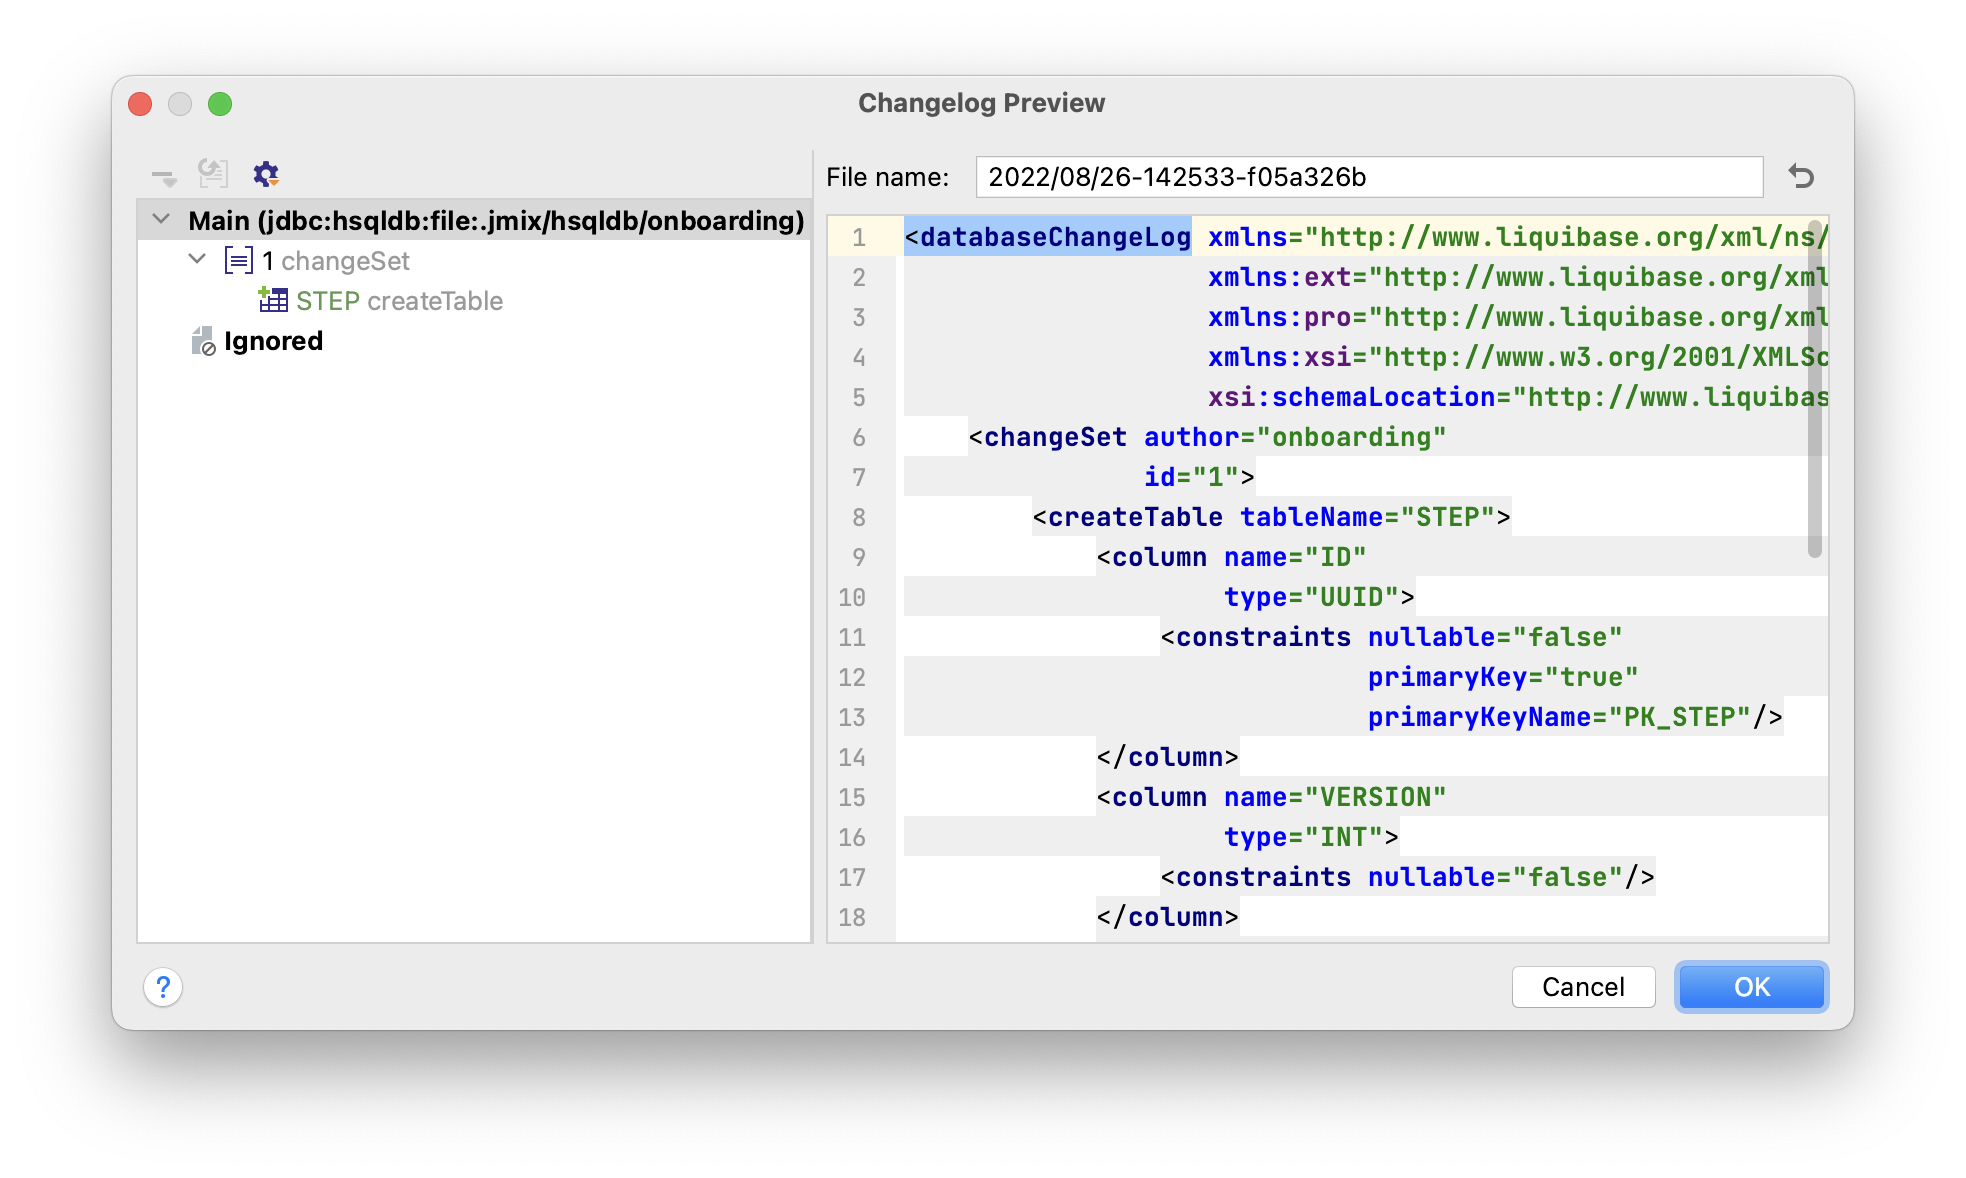 Changelog Preview
File name: 2022/08/26-142533-f05a326b
Main (jdbc:hsqldb:file:.jmix/hsqldb/onboarding)
1 changeSet
STEP createTable
Ignored
1 <databaseChangeLog xmlns="http://www.liquibase.org/xml/ns/
2 xmlns:ext="http://www.liquibase.org/xml
3 xmlns:pro="http://www.liquibase.org/xml
4 xmlns:xsi="http://www.w3.org/2001/XMLSc
5 xsi:schemaLocation="http://www.liquibas
6 <changeSet author="onboarding"
7 id="1">
8 <createTable tableName="STEP">
9 <column name="ID"
10 type="UUID">
11 <constraints nullable="false"
12 primaryKey="true"
13 primaryKeyName="PK_STEP"/>
14 </column>
15 <column name="VERSION"
16 type="INT">
17 <constraints nullable="false"/>
18 </column>
?
Cancel
OK